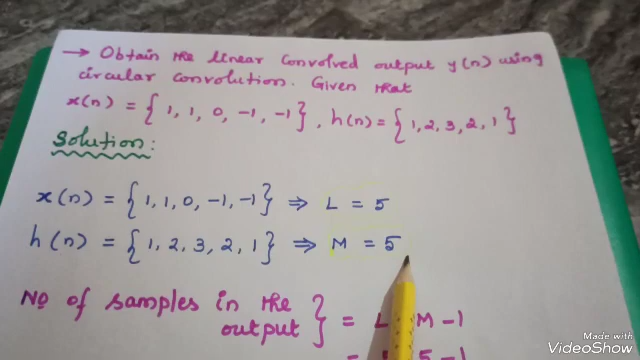 → Obtain the linear convolved output y(n) using
circular convolution. Given that
x(n) = { 1, 1, 0, -1, -1 } , h(n) = { 1, 2, 3, 2, 1 }
Solution:
x(n) = { 1, 1, 0, -1, -1 } ⇒ L = 5
h(n) = { 1, 2, 3, 2, 1 } ⇒ M = 5
No of samples in the
output } = L M - 1
= 5 - 1
Made with
VideoShow